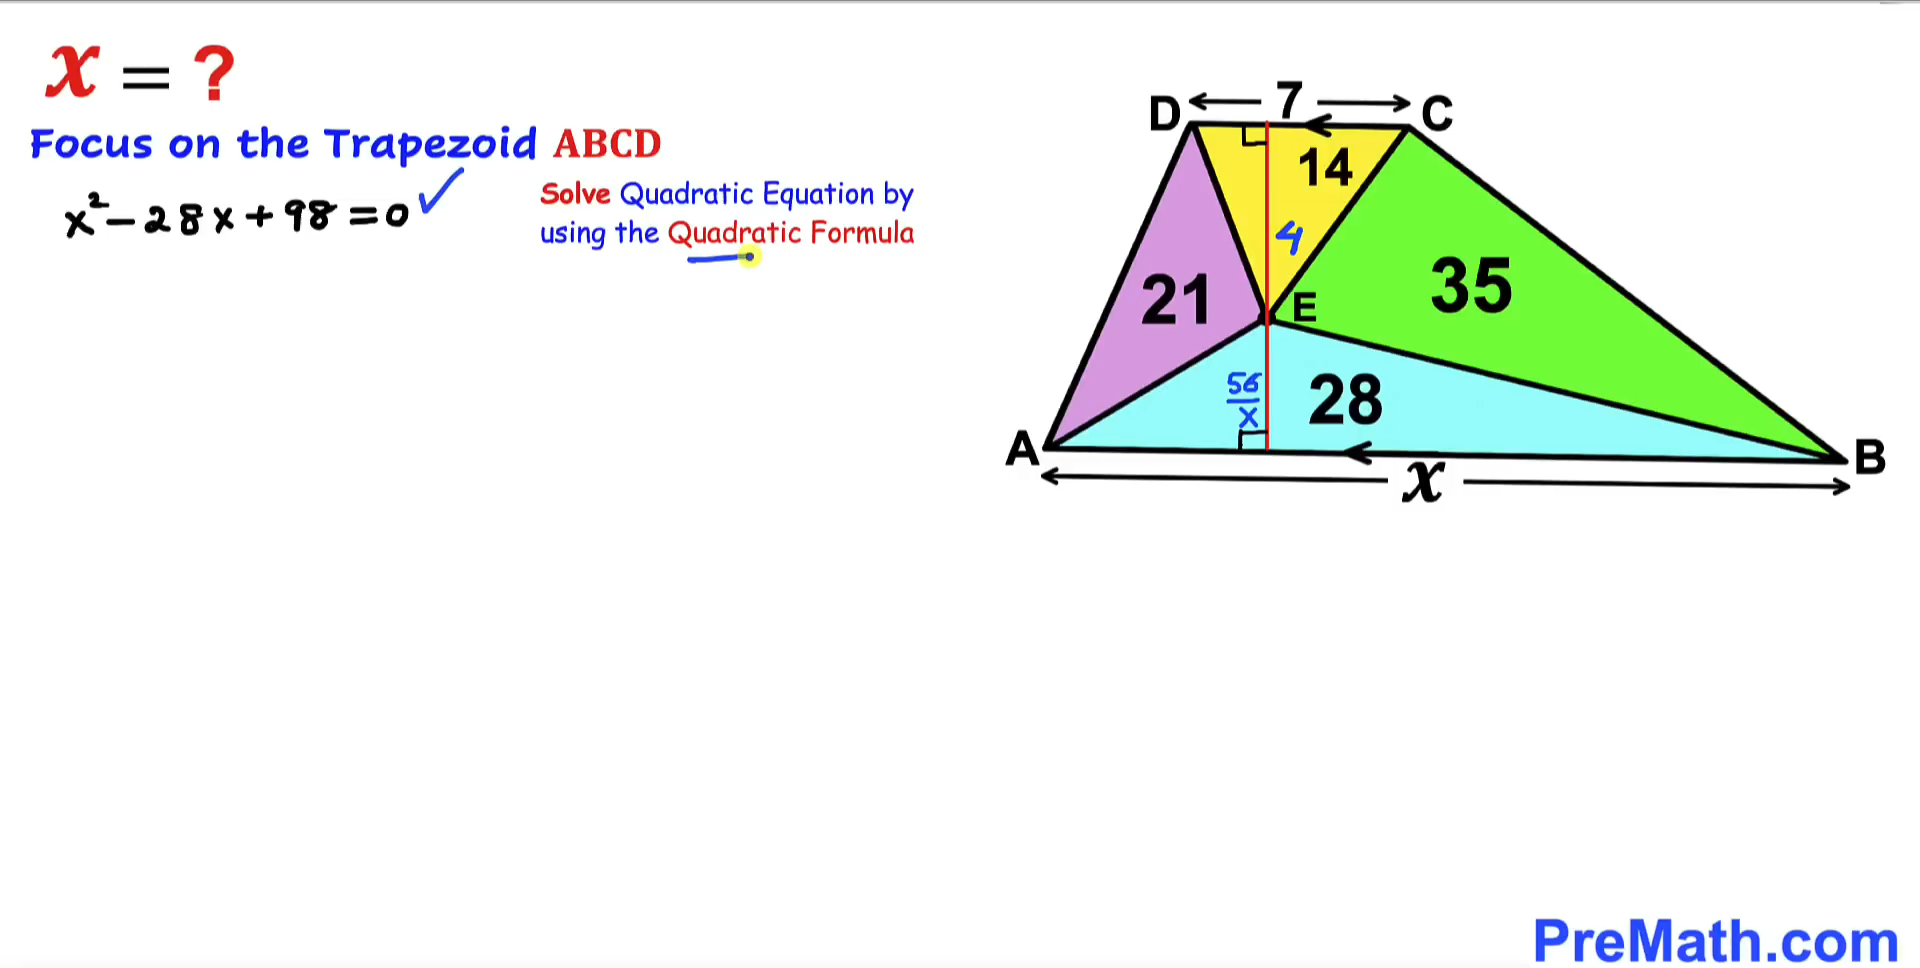 x = ?
Focus on the Trapezoid ABCD
x² - 28x + 98 = 0 ✓
Solve Quadratic Equation by
using the Quadratic Formula
D 7 C
14
4
21
E
35
56
x
28
A
B
x
PreMath.com